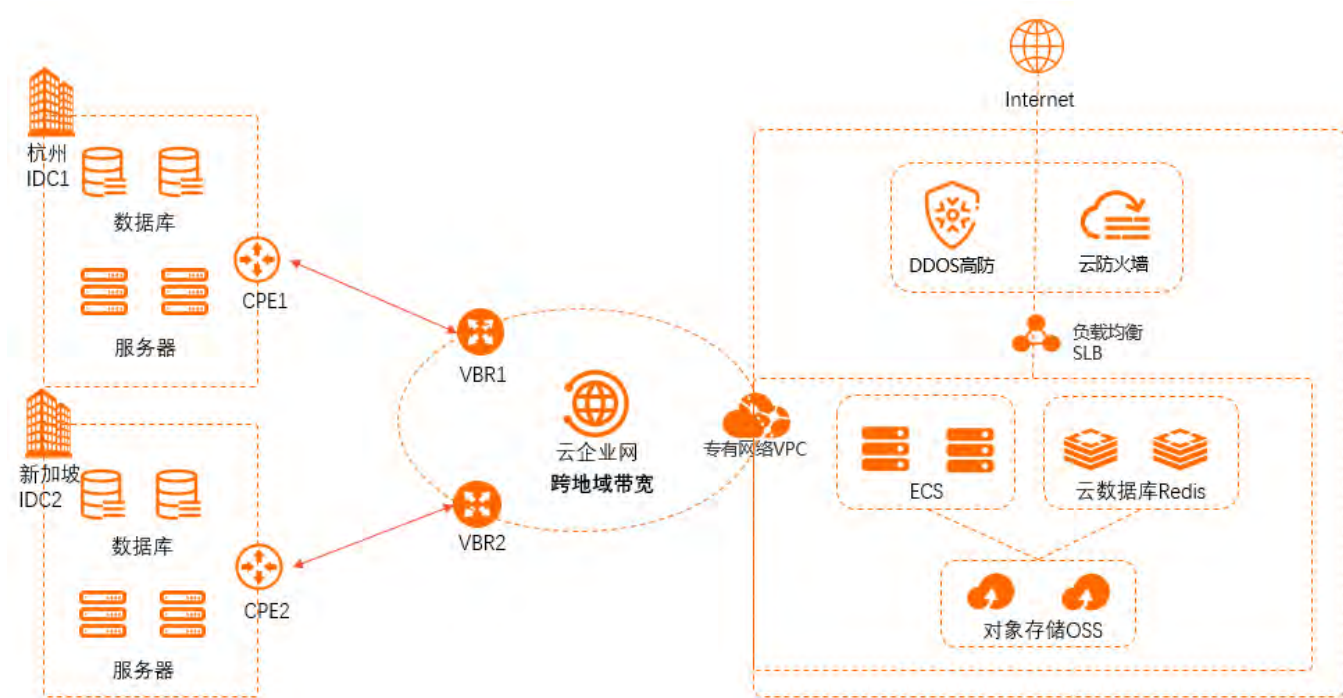 Internet
杭州
IDC1
数据库
CPE1
服务器
DDOS高防
云防火墙
负载均衡
SLB
VBR1
云企业网
跨地域带宽
专有网络VPC
ECS
云数据库Redis
新加坡
IDC2
数据库
VBR2
CPE2
服务器
对象存储OSS